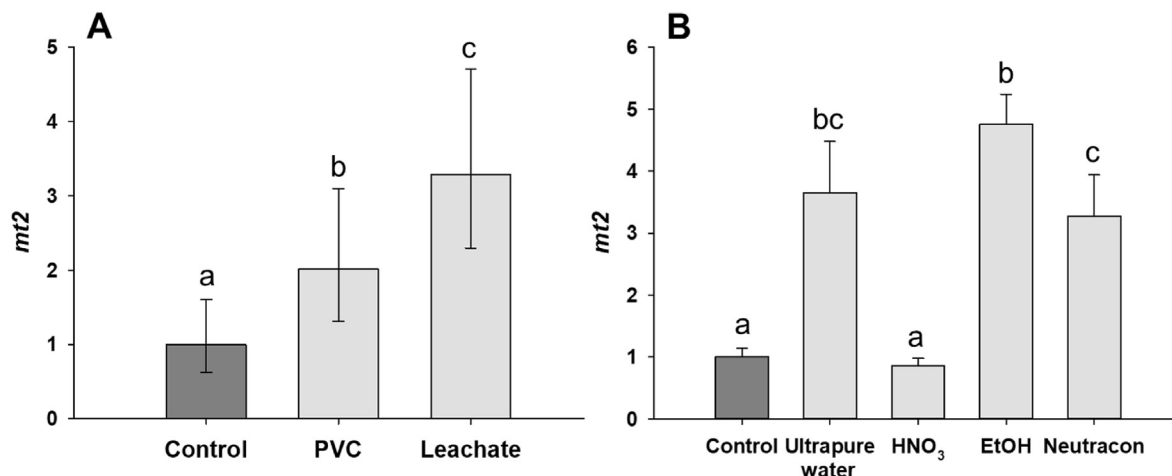 A
mt2
5
4
3
2
1
0
a
b
c
Control PVC Leachate
B
mt2
6
5
4
3
2
1
0
a
bc
a
b
c
Control Ultrapure HNO₃ EtOH Neutracon
water